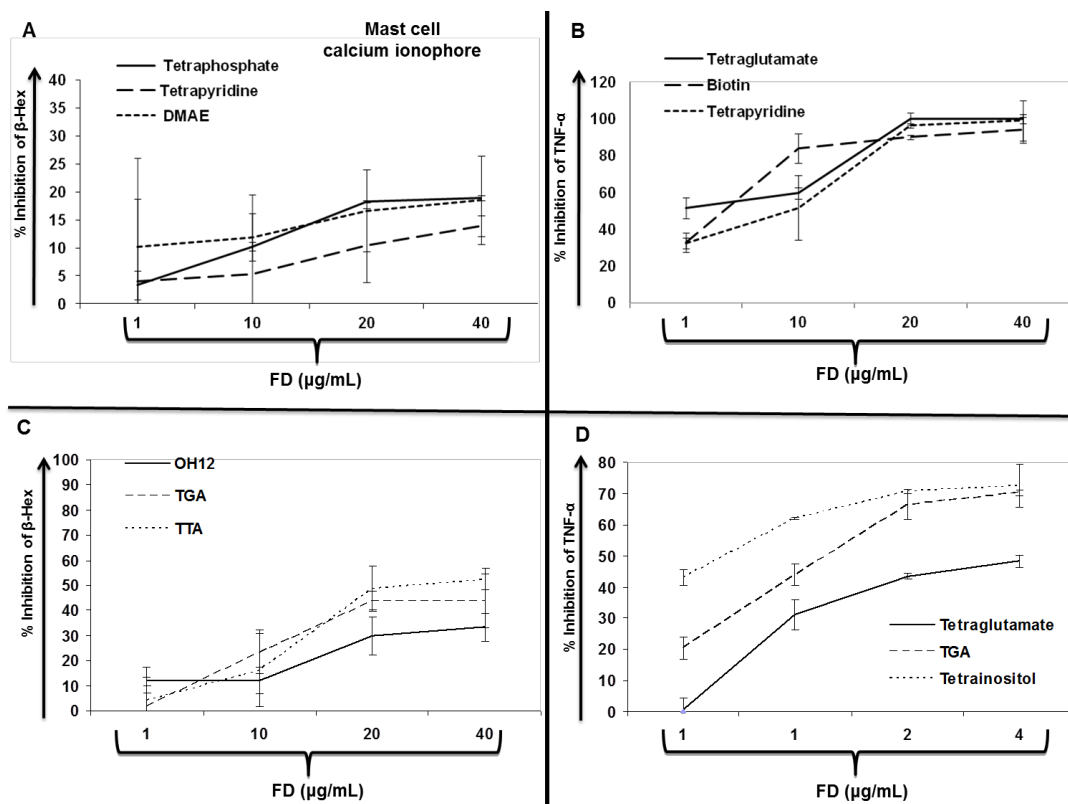 A
Mast cell
calcium ionophore
Tetraphosphate
Tetrapyridine
DMAE
% Inhibition of β-Hex
40
35
30
25
20
15
10
5
0
1 10 20 40
FD (µg/mL)
B
Tetraglutamate
Biotin
Tetrapyridine
% Inhibition of TNF-α
120
100
80
60
40
20
0
1 10 20 40
FD (µg/mL)
C
OH12
TGA
TTA
% Inhibition of β-Hex
100
90
80
70
60
50
40
30
20
10
0
1 10 20 40
FD (µg/mL)
D
% Inhibition of TNF-α
80
70
60
50
40
30
20
10
0
Tetraglutamate
TGA
Tetrainositol
1 1 2 4
FD (µg/mL)